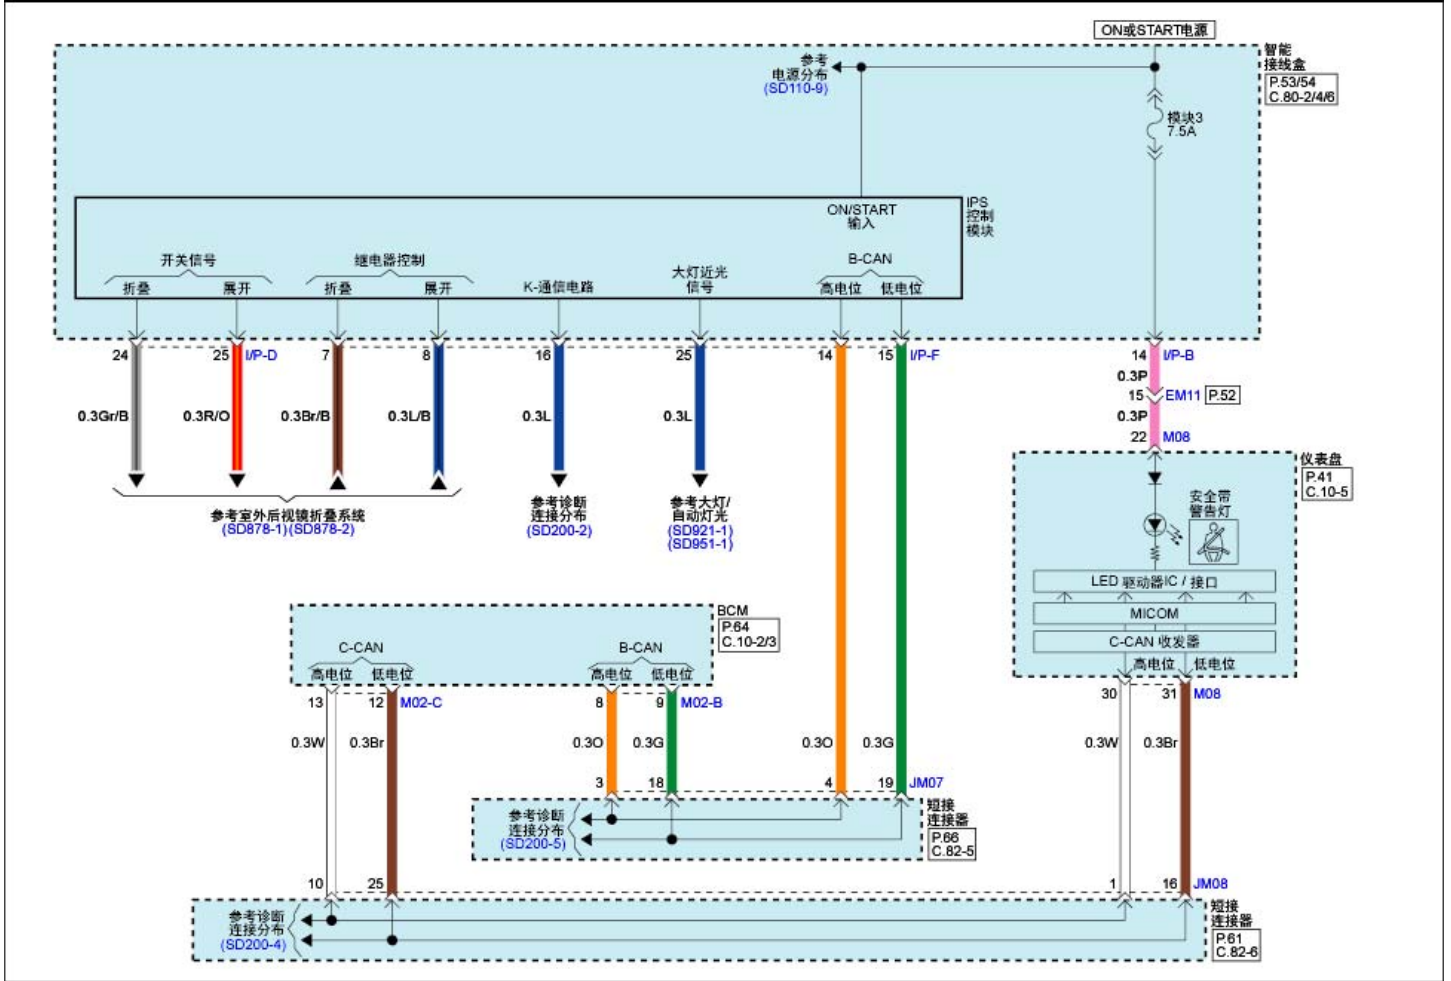 ON或START电源
智能
接线盒
P.53/54
C.80-2/4/6
参考
电源分布
(SD110-9)
模块3
7.5A
IPS
控制
模块
ON/START
输入
开关信号
折叠 展开
继电器控制
折叠 展开
K-通信电路
大灯近光
信号
B-CAN
高电位 低电位
24 25 I/P-D 7 8 16 25 14 15 I/P-F 14 I/P-B
0.3P
15 EM11 P.52
0.3P
22 M08
0.3Gr/B 0.3R/O 0.3Br/B 0.3L/B 0.3L 0.3L
参考室外后视镜折叠系统
(SD878-1)(SD878-2)
参考诊断
连接分布
(SD200-2)
参考大灯/
自动灯光
(SD921-1)
(SD951-1)
仪表盘
P.41
C.10-5
安全带
警告灯
LED 驱动器IC / 接口
MICOM
C-CAN 收发器
高电位 低电位
30 31 M08
BCM
P.64
C.10-2/3
C-CAN
高电位 低电位
B-CAN
高电位 低电位
13 12 M02-C 8 9 M02-B
0.3W 0.3Br 0.3O 0.3G 0.3O 0.3G 0.3W 0.3Br
3 18 4 19 JM07
参考诊断
连接分布
(SD200-5)
短接
连接器
P.66
C.82-5
10 25 1 16 JM08
参考诊断
连接分布
(SD200-4)
短接
连接器
P.61
C.82-6